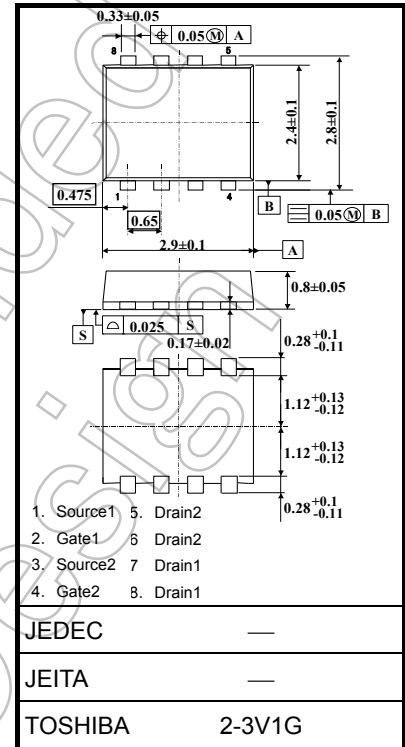 0.33±0.05
⌖ 0.05Ⓜ A
8 5
2.4±0.1
2.8±0.1
0.475
1 4
B
0.65
⌯ 0.05Ⓜ B
2.9±0.1
A
0.8±0.05
S
⌓ 0.025 S
0.17±0.02
0.28 +0.1 -0.11
1.12 +0.13 -0.12
1.12 +0.13 -0.12
0.28 +0.1 -0.11
1. Source1 5. Drain2
2. Gate1 6 Drain2
3. Source2 7 Drain1
4. Gate2 8. Drain1
JEDEC —
JEITA —
TOSHIBA 2-3V1G